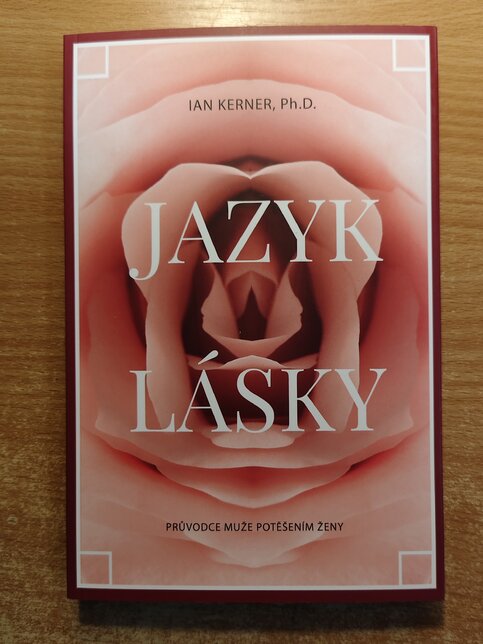 IAN KERNER, Ph.D.
JAZYK
LÁSKY
PRŮVODCE MUŽE POTĚŠENÍM ŽENY